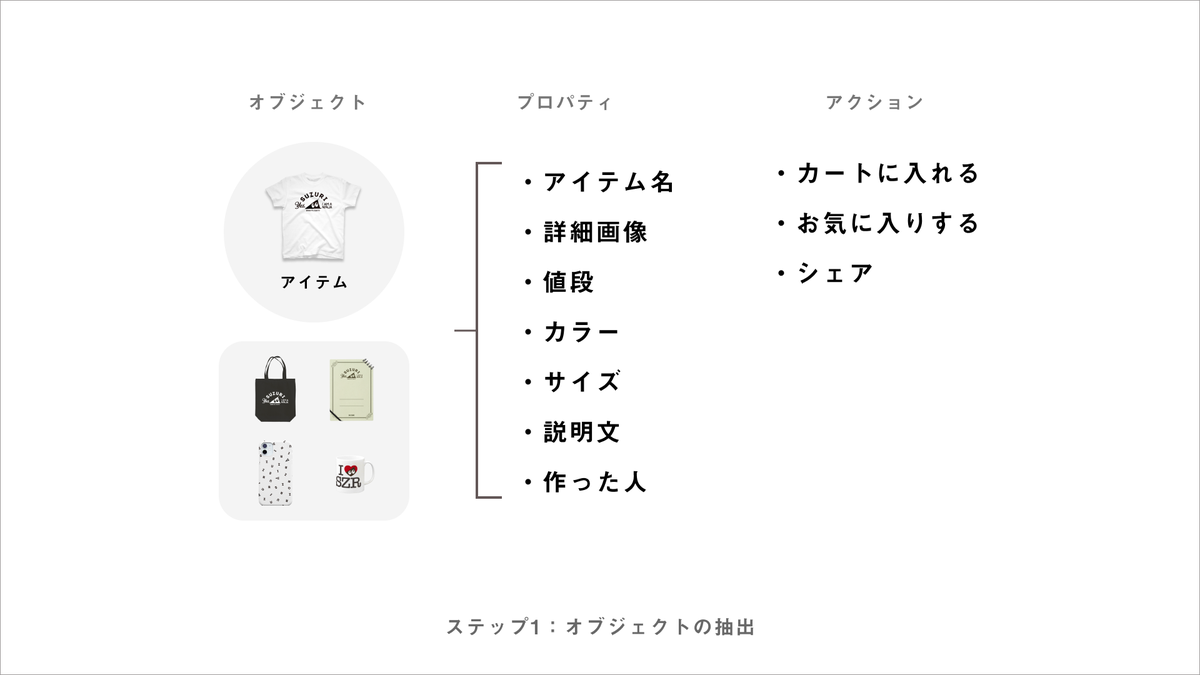 オブジェクト
プロパティ
アクション
SUZURI
アイテム
SUZURI
SUZURI
I
SZR
・アイテム名
・詳細画像
・値段
・カラー
・サイズ
・説明文
・作った人
・カートに入れる
・お気に入りする
・シェア
ステップ1：オブジェクトの抽出